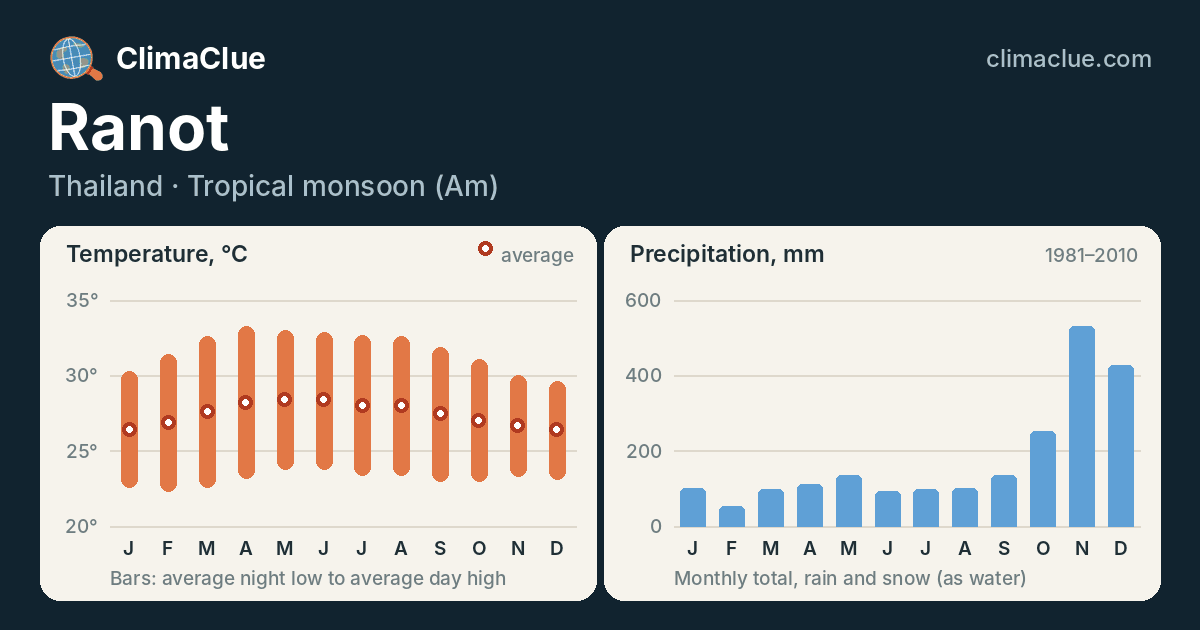 ClimaClue
climaclue.com
Ranot
Thailand · Tropical monsoon (Am)
Temperature, °C
average
35°
30°
25°
20°
J F M A M J J A S O N D
Bars: average night low to average day high
Precipitation, mm
1981–2010
600
400
200
0
J F M A M J J A S O N D
Monthly total, rain and snow (as water)